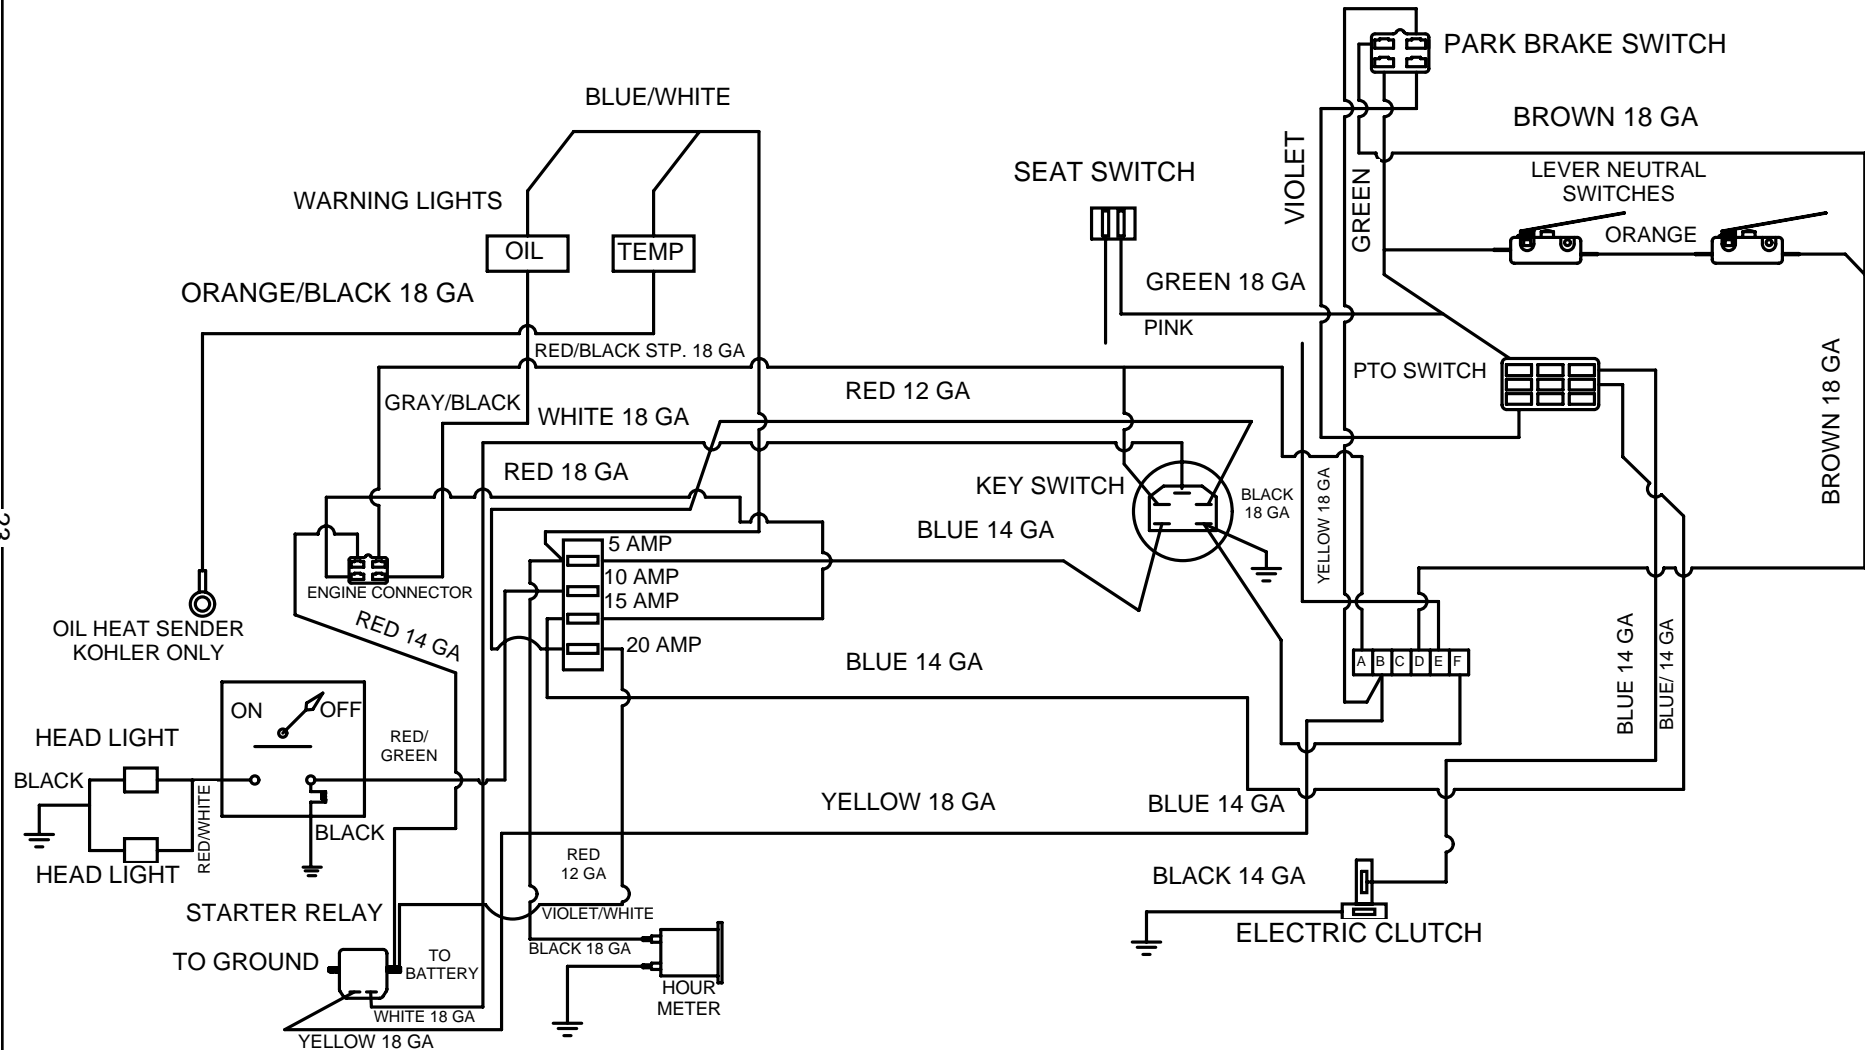 PARK BRAKE SWITCH
BLUE/WHITE
BROWN 18 GA
SEAT SWITCH
VIOLET
GREEN
LEVER NEUTRAL
SWITCHES
WARNING LIGHTS
ORANGE
OIL
TEMP
ORANGE/BLACK 18 GA
GREEN 18 GA
PINK
RED/BLACK STP. 18 GA
PTO SWITCH
GRAY/BLACK
RED 12 GA
WHITE 18 GA
BROWN 18 GA
RED 18 GA
KEY SWITCH
BLACK
18 GA
YELLOW 18 GA
BLUE 14 GA
5 AMP
10 AMP
15 AMP
20 AMP
ENGINE CONNECTOR
23
OIL HEAT SENDER
KOHLER ONLY
RED 14 GA
BLUE 14 GA
A B C D E F
BLUE 14 GA
BLUE/ 14 GA
ON
OFF
HEAD LIGHT
RED/
GREEN
BLACK
RED/WHITE
YELLOW 18 GA
BLUE 14 GA
BLACK
HEAD LIGHT
RED
12 GA
BLACK 14 GA
STARTER RELAY
VIOLET/WHITE
ELECTRIC CLUTCH
TO GROUND
TO
BATTERY
BLACK 18 GA
HOUR
METER
WHITE 18 GA
YELLOW 18 GA